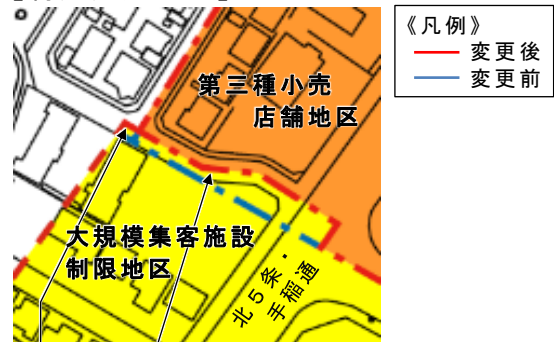 《凡例》
変更後
変更前
第三種小売
店舗地区
大規模集客施設
制限地区
北5条・
手稲通